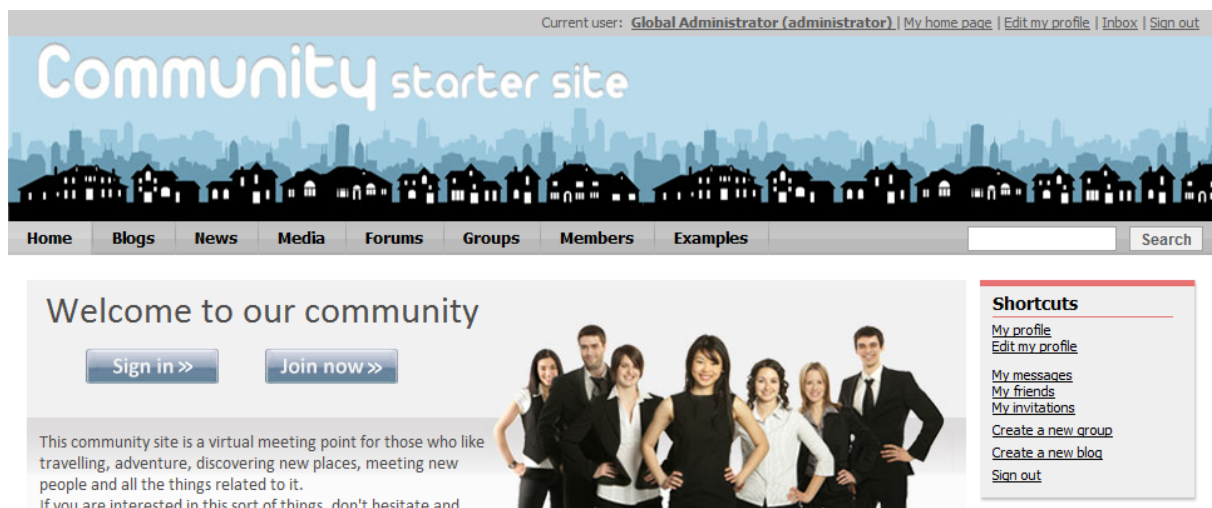 Current user: Global Administrator (administrator) | My home page | Edit my profile | Inbox | Sign out
Community starter site
Home Blogs News Media Forums Groups Members Examples Search
Welcome to our community
Sign in » Join now »
This community site is a virtual meeting point for those who like
travelling, adventure, discovering new places, meeting new
people and all the things related to it.
If you are interested in this sort of things, don't hesitate and
Shortcuts
My profile
Edit my profile
My messages
My friends
My invitations
Create a new group
Create a new blog
Sign out